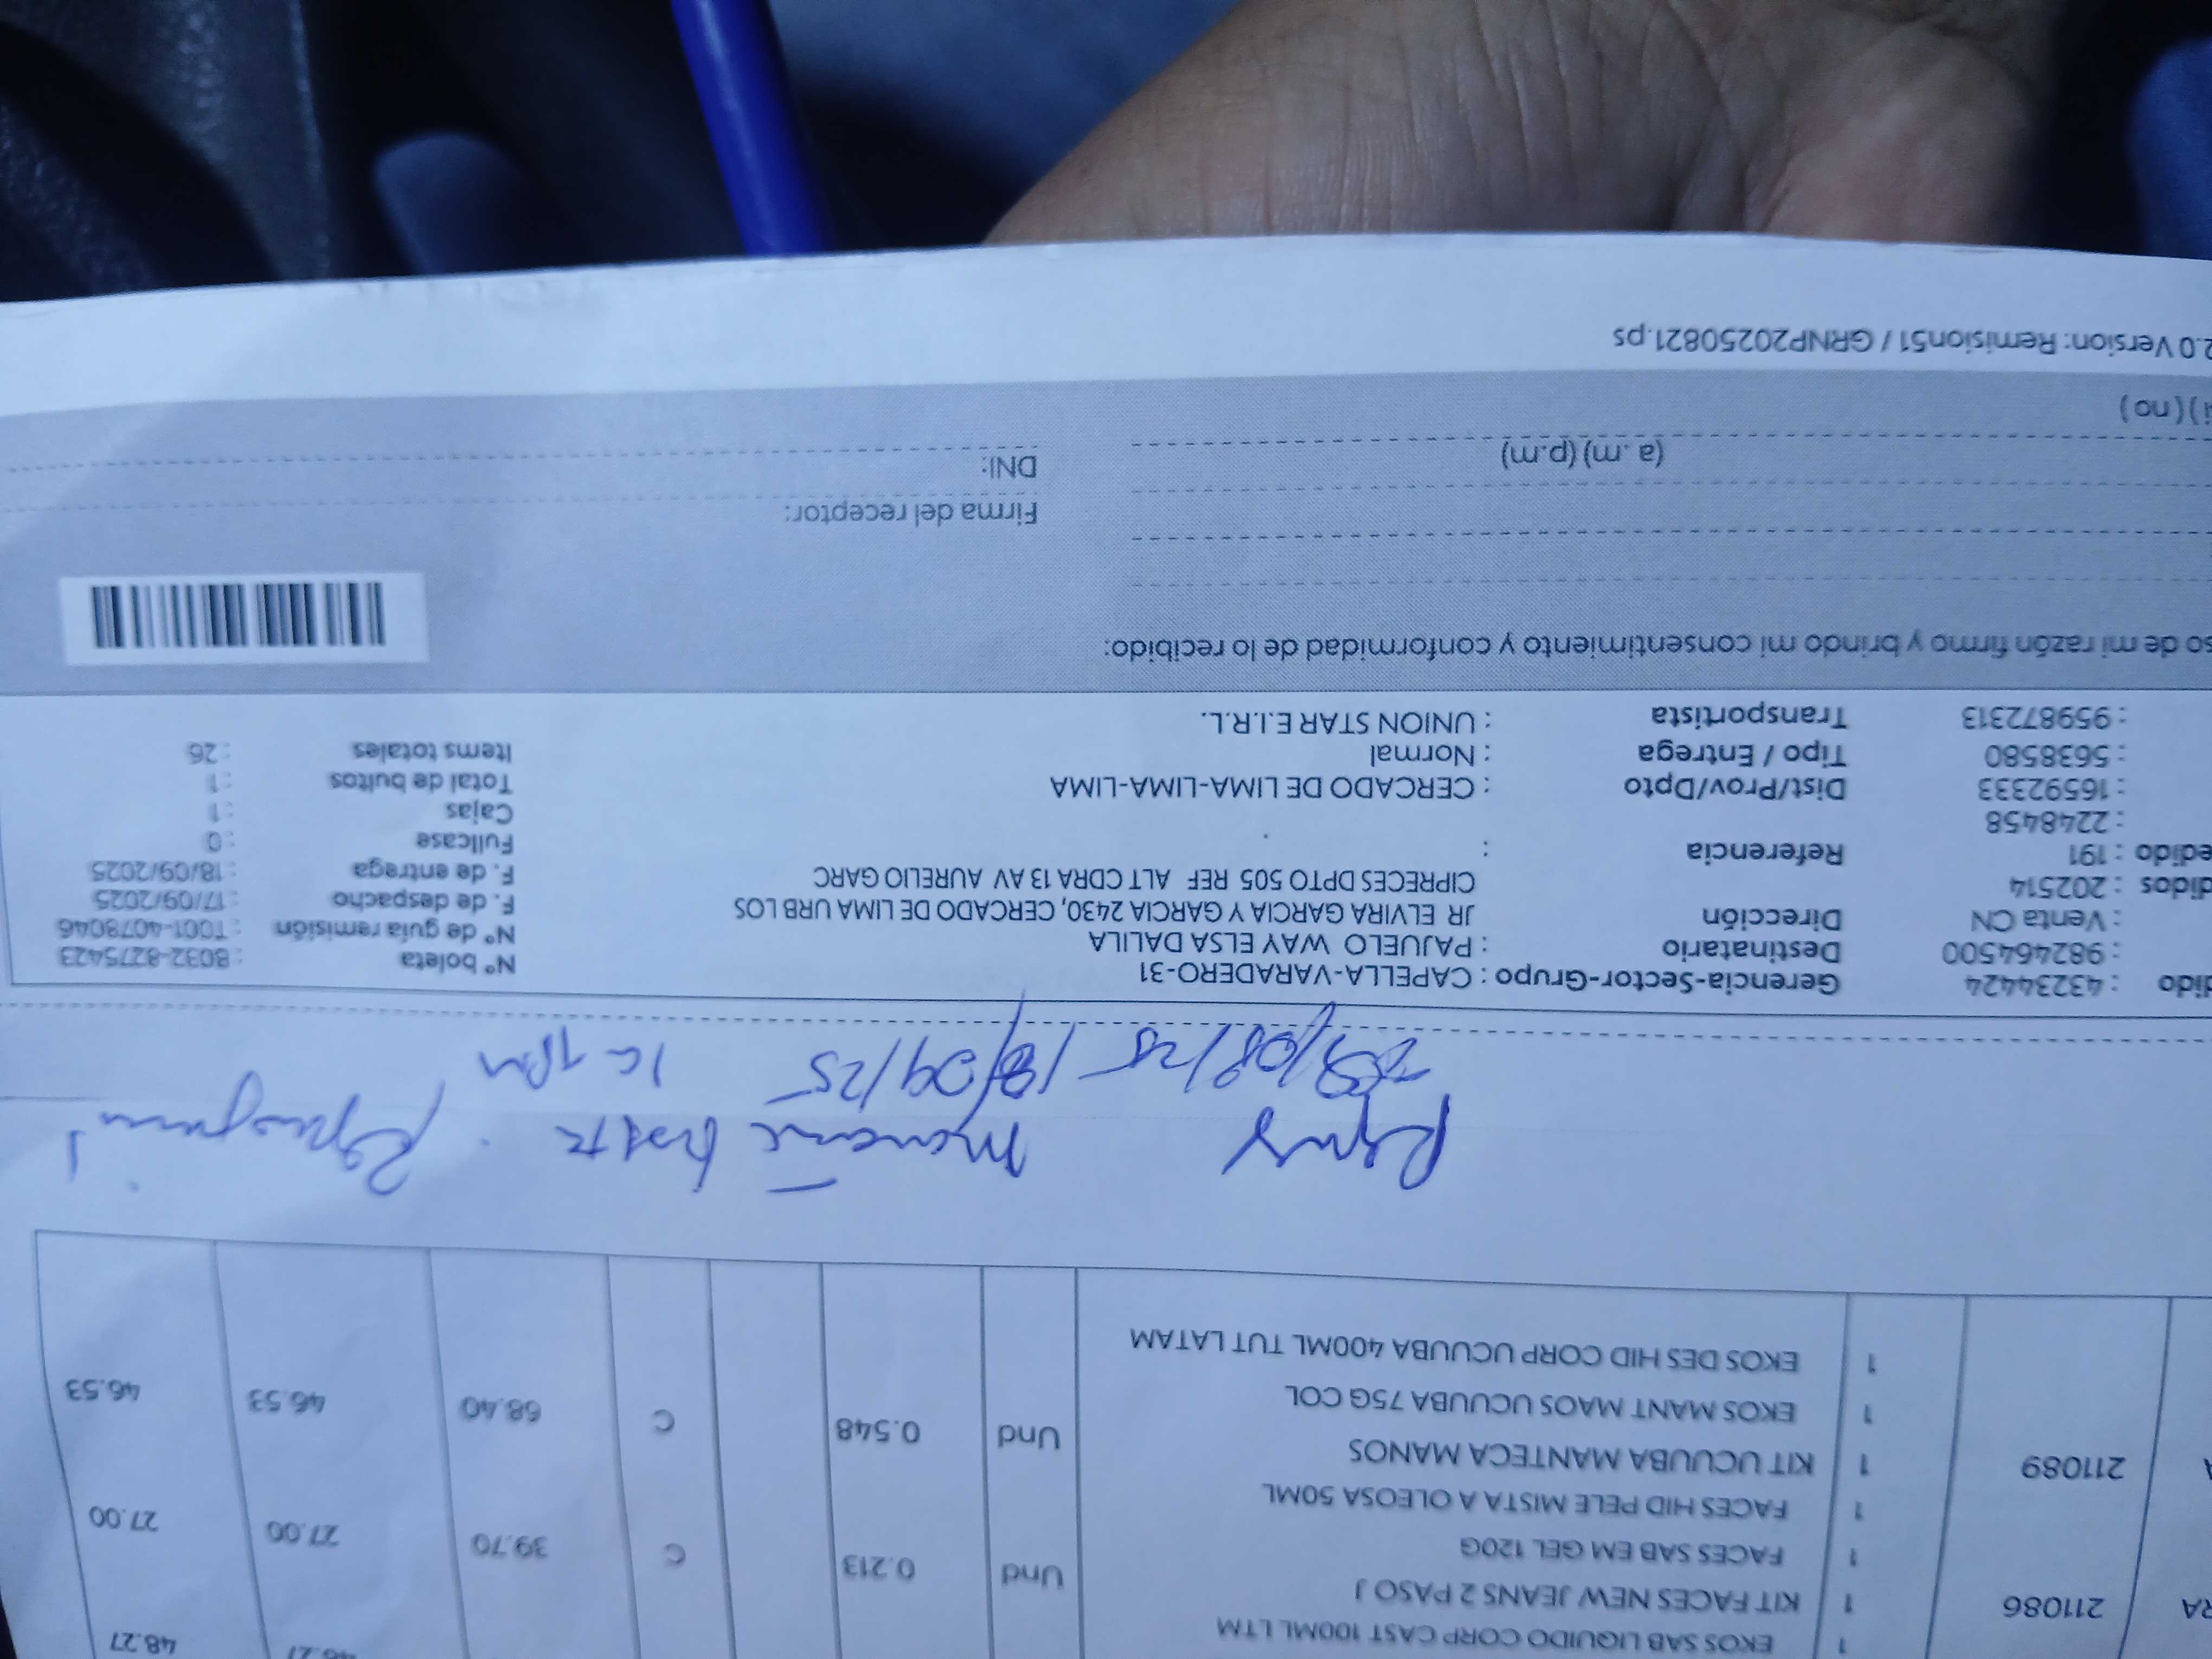 EKOS SAB LIQUIDO CORP CAST 100ML LTM 1 48.27
RA 211086 1 KIT FACES NEW JEANS 2 PASO J Und 0.213 C 39.70 27.00 27.00
1 FACES SAB EM GEL 120G
1 FACES HID PELE MISTA A OLEOSA 50ML
211089 1 KIT UCUUBA MANTECA MANOS Und 0.548 C 68.40 46.53 46.53
1 EKOS MANT MAOS UCUUBA 75G COL
1 EKOS DES HID CORP UCUUBA 400ML TUT LATAM
18/09/25
dido : 43234424
: 982464500
: Venta CN
didos : 202514
edido : 191
: 2248458
: 16592333
: 5638580
: 959872313
Gerencia-Sector-Grupo : CAPELLA-VARADERO-31
Destinatario : PAJUELO WAY ELSA DALILA
Dirección JR ELVIRA GARCIA Y GARCIA 2430, CERCADO DE LIMA URB LOS
CIPRECES DPTO 505 REF ALT CDRA 13 AV AURELIO GARC
Referencia : .
Dist/Prov/Dpto : CERCADO DE LIMA-LIMA-LIMA
Tipo / Entrega : Normal
Transportista : UNION STAR E.I.R.L.
N° boleta : B032-8275423
N° de guía remisión : T001-4078046
F. de despacho : 17/09/2025
F. de entrega : 18/09/2025
Fullcase : 0
Cajas : 1
Total de bultos : 1
Items totales : 26
so de mi razón firmo y brindo mi consentimiento y conformidad de lo recibido:
Firma del receptor:
(a. m) (p.m)
DNI:
i ) ( no )
2.0 Version: Remision51 / GRNP20250821.ps